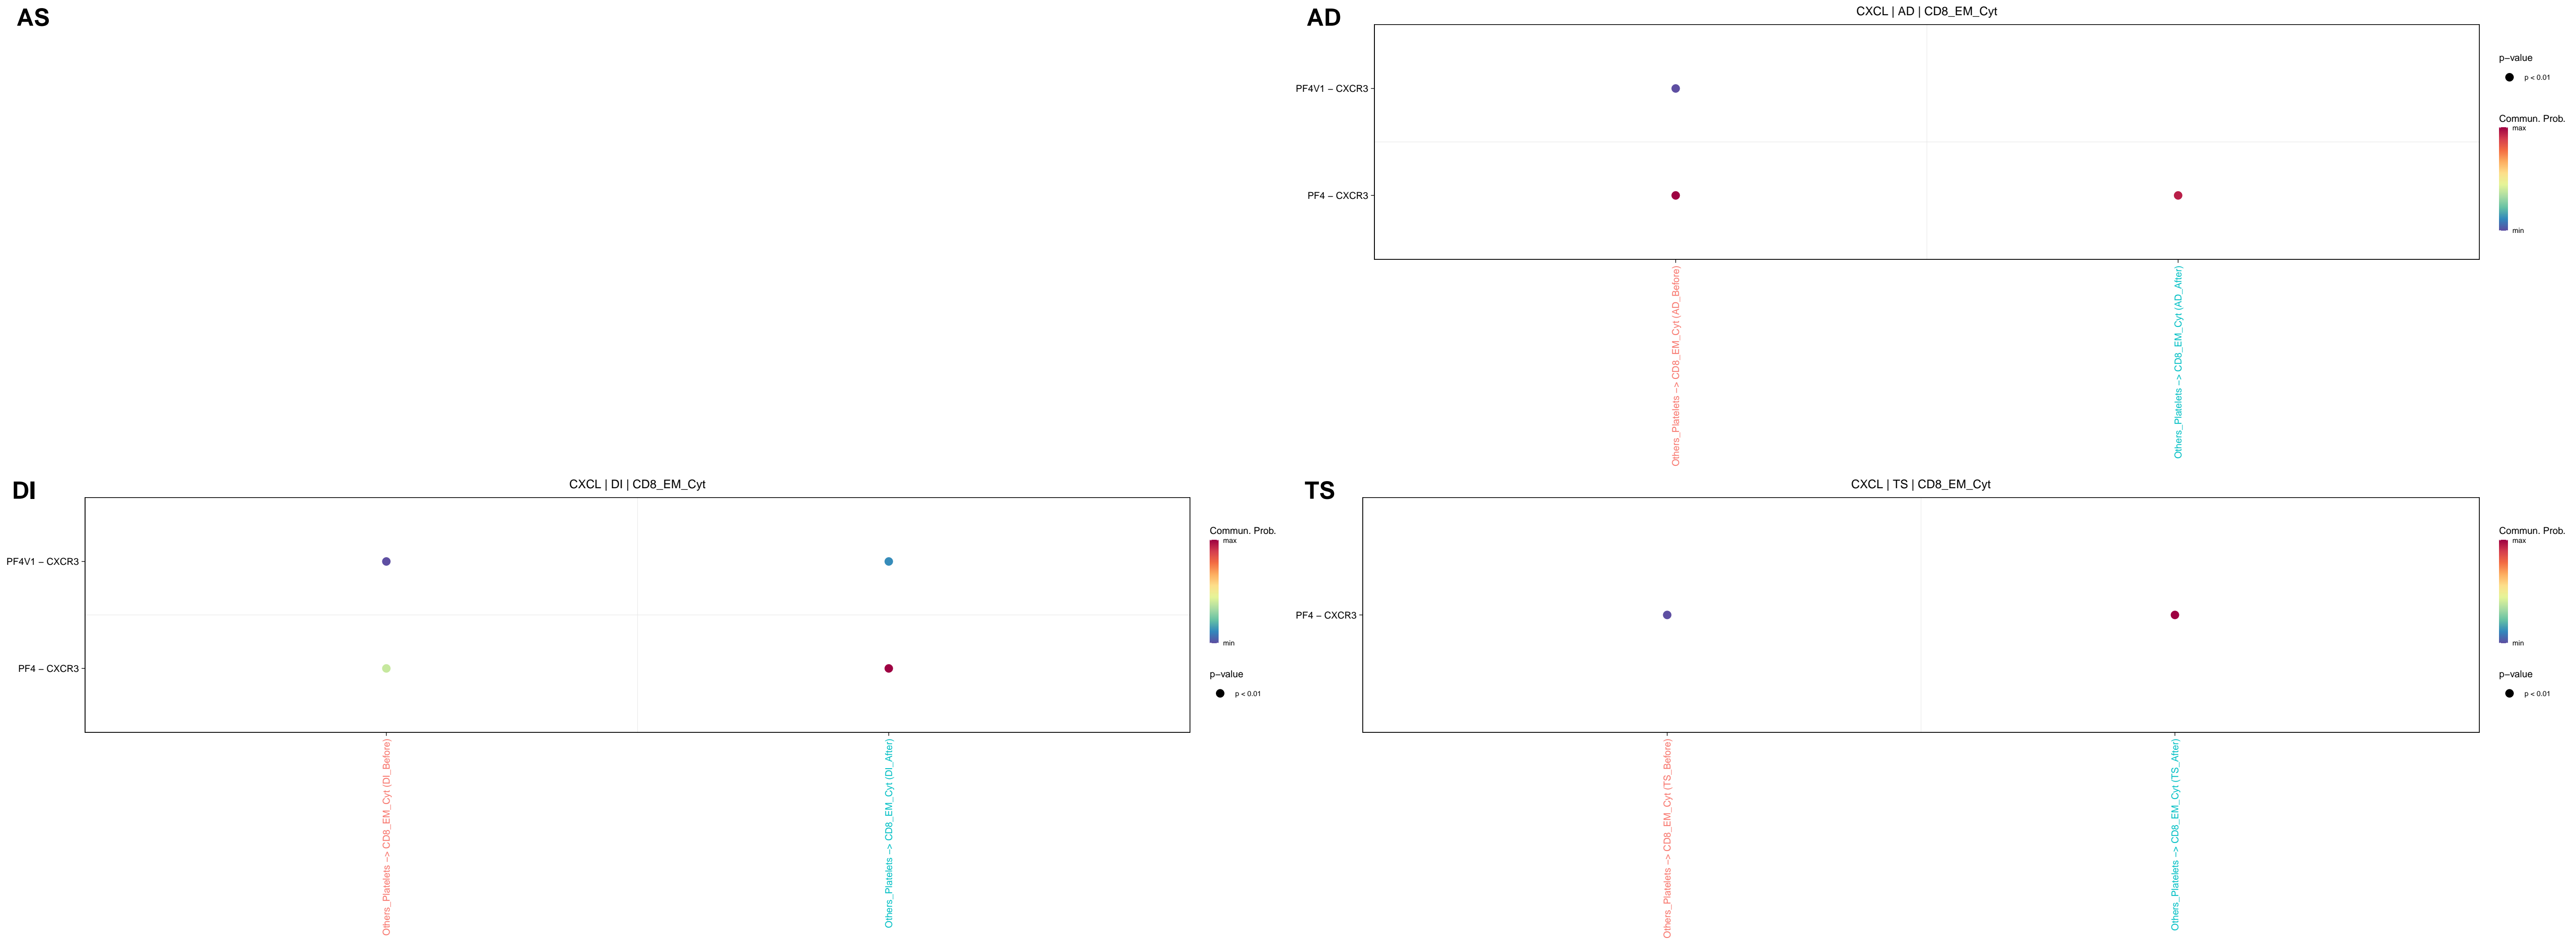 AS
AD
CXCL | AD | CD8_EM_Cyt
PF4V1 − CXCR3
PF4 − CXCR3
Others_Platelets −> CD8_EM_Cyt (AD_Before)
Others_Platelets −> CD8_EM_Cyt (AD_After)
p−value
p < 0.01
Commun. Prob.
max
min
DI
CXCL | DI | CD8_EM_Cyt
PF4V1 − CXCR3
PF4 − CXCR3
Others_Platelets −> CD8_EM_Cyt (DI_Before)
Others_Platelets −> CD8_EM_Cyt (DI_After)
Commun. Prob.
max
min
p−value
p < 0.01
TS
CXCL | TS | CD8_EM_Cyt
PF4 − CXCR3
Others_Platelets −> CD8_EM_Cyt (TS_Before)
Others_Platelets −> CD8_EM_Cyt (TS_After)
Commun. Prob.
max
min
p−value
p < 0.01